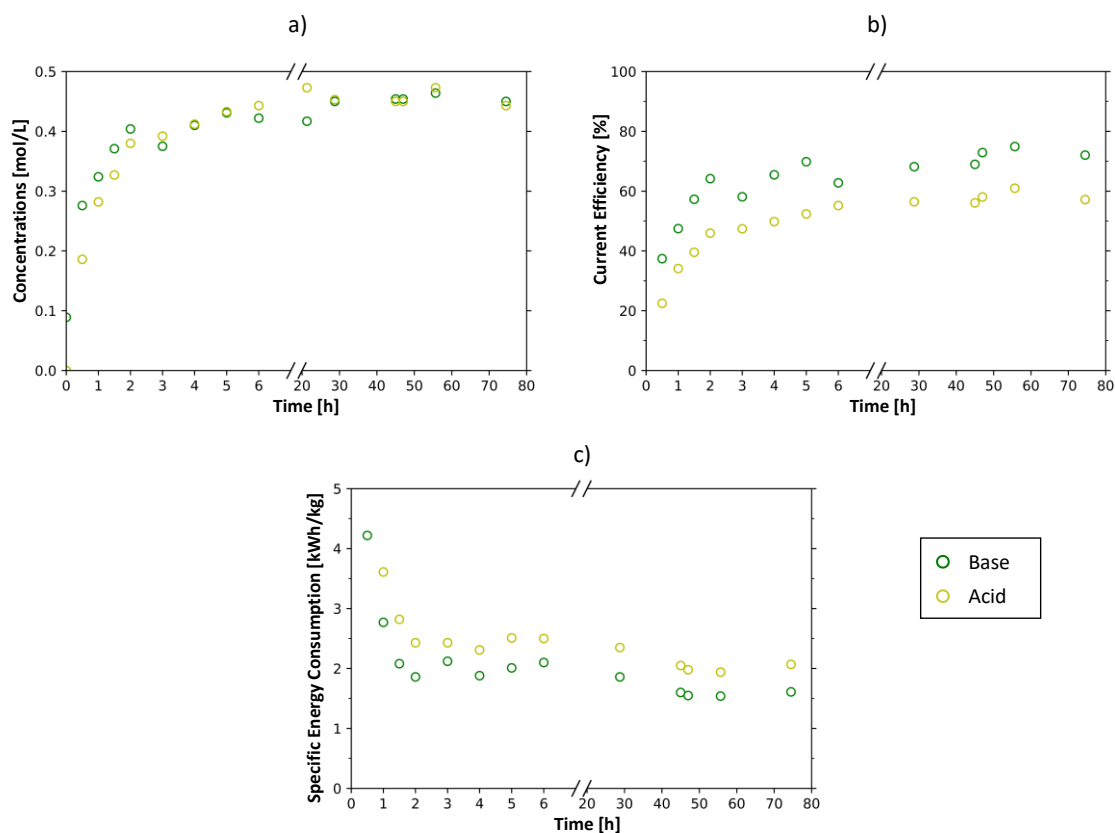 a)
Concentrations [mol/L]
0.5
0.4
0.3
0.2
0.1
0.0
0 1 2 3 4 5 6 20 30 40 50 60 70 80
Time [h]
b)
Current Efficiency [%]
100
80
60
40
20
0
0 1 2 3 4 5 6 20 30 40 50 60 70 80
Time [h]
c)
Specific Energy Consumption [kWh/kg]
5
4
3
2
1
0
0 1 2 3 4 5 6 20 30 40 50 60 70 80
Time [h]
Base
Acid